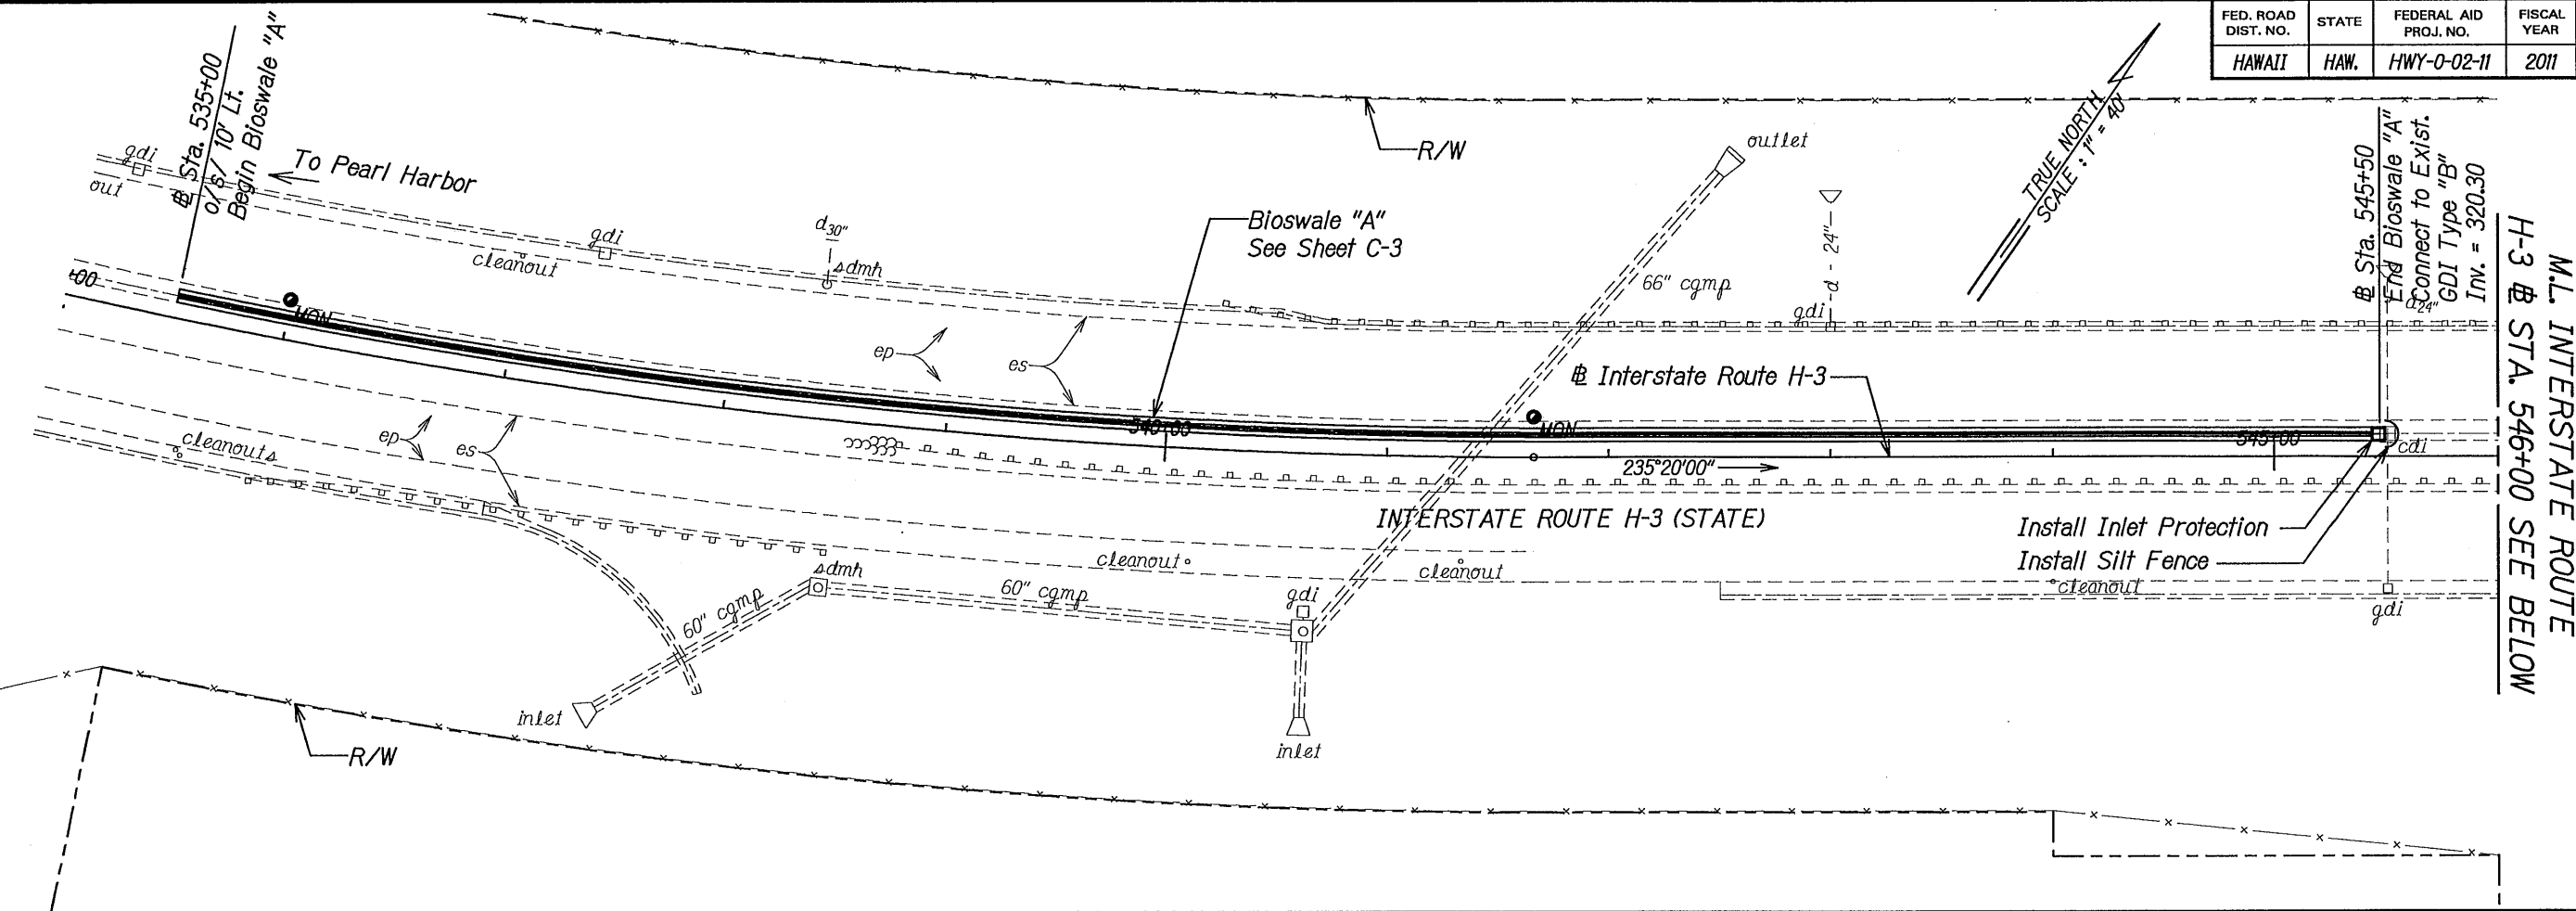 FED. ROAD DIST. NO.
STATE
FEDERAL AID PROJ. NO.
FISCAL YEAR
HAWAII
HAW.
HWY-0-02-11
2011
Sta. 535+00
o/s/ 10' Lt.
Begin Bioswale "A"
gdi
out
To Pearl Harbor
gdi
cleanout
d30"
sdmh
R/W
outlet
66" cgmp
d - 24"
gdi
TRUE NORTH
SCALE : 1" = 40'
℄ Sta. 545+50
End Bioswale "A"
Connect to Exist.
GDI Type "B"
Inv. = 320.30
d24"
M.L. INTERSTATE ROUTE
H-3 ℄ STA. 546+00 SEE BELOW
Bioswale "A"
See Sheet C-3
+00
MON
ep
es
℄ Interstate Route H-3
540+00
MON
545+00
cdi
235°20'00"
cleanouts
ep
es
INTERSTATE ROUTE H-3 (STATE)
Install Inlet Protection
Install Silt Fence
sdmh
cleanout
cleanout
cleanout
60" cgmp
60" cgmp
gdi
gdi
inlet
inlet
R/W